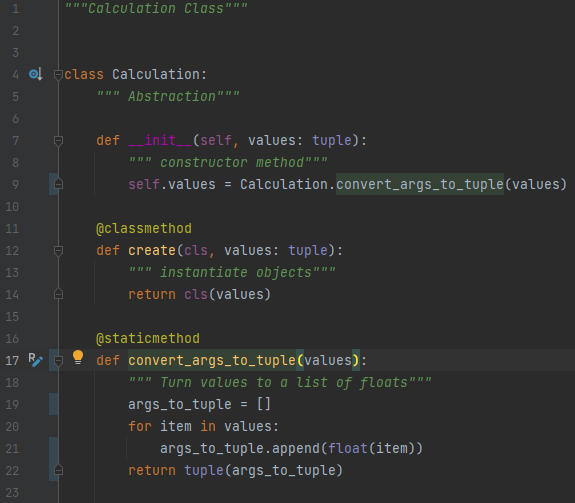 1 """Calculation Class"""
2
3
4 class Calculation:
5     """ Abstraction"""
6
7     def __init__(self, values: tuple):
8         """ constructor method"""
9         self.values = Calculation.convert_args_to_tuple(values)
10
11     @classmethod
12     def create(cls, values: tuple):
13         """ instantiate objects"""
14         return cls(values)
15
16     @staticmethod
17     def convert_args_to_tuple(values):
18         """ Turn values to a list of floats"""
19         args_to_tuple = []
20         for item in values:
21             args_to_tuple.append(float(item))
22         return tuple(args_to_tuple)
23